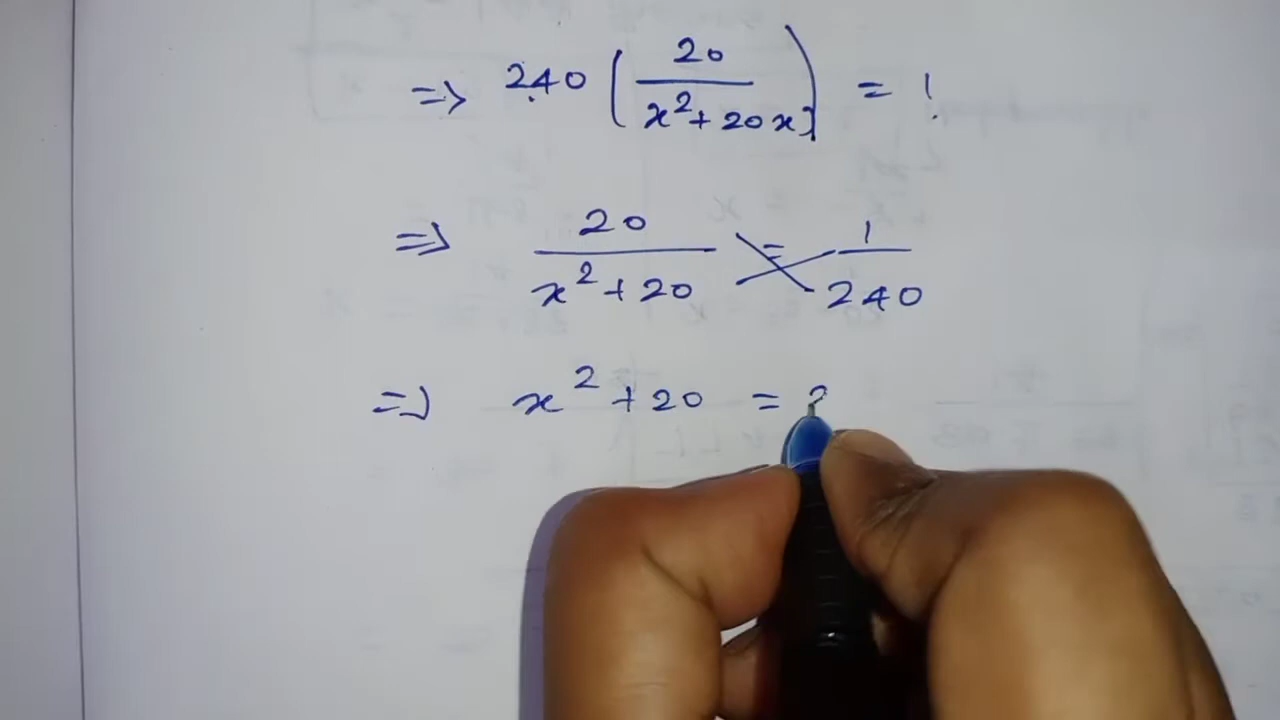 => 240 ( 20 / x² + 20x ) = 1
=> 20 / x² + 20 = 1 / 240
=> x² + 20 =